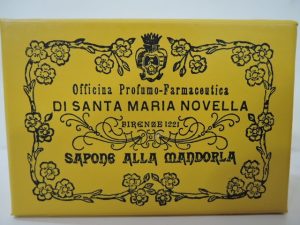 Officina Profumo-Farmaceutica
DI SANTA MARIA NOVELLA
FIRENZE 1221
SAPONE ALLA MANDORLA